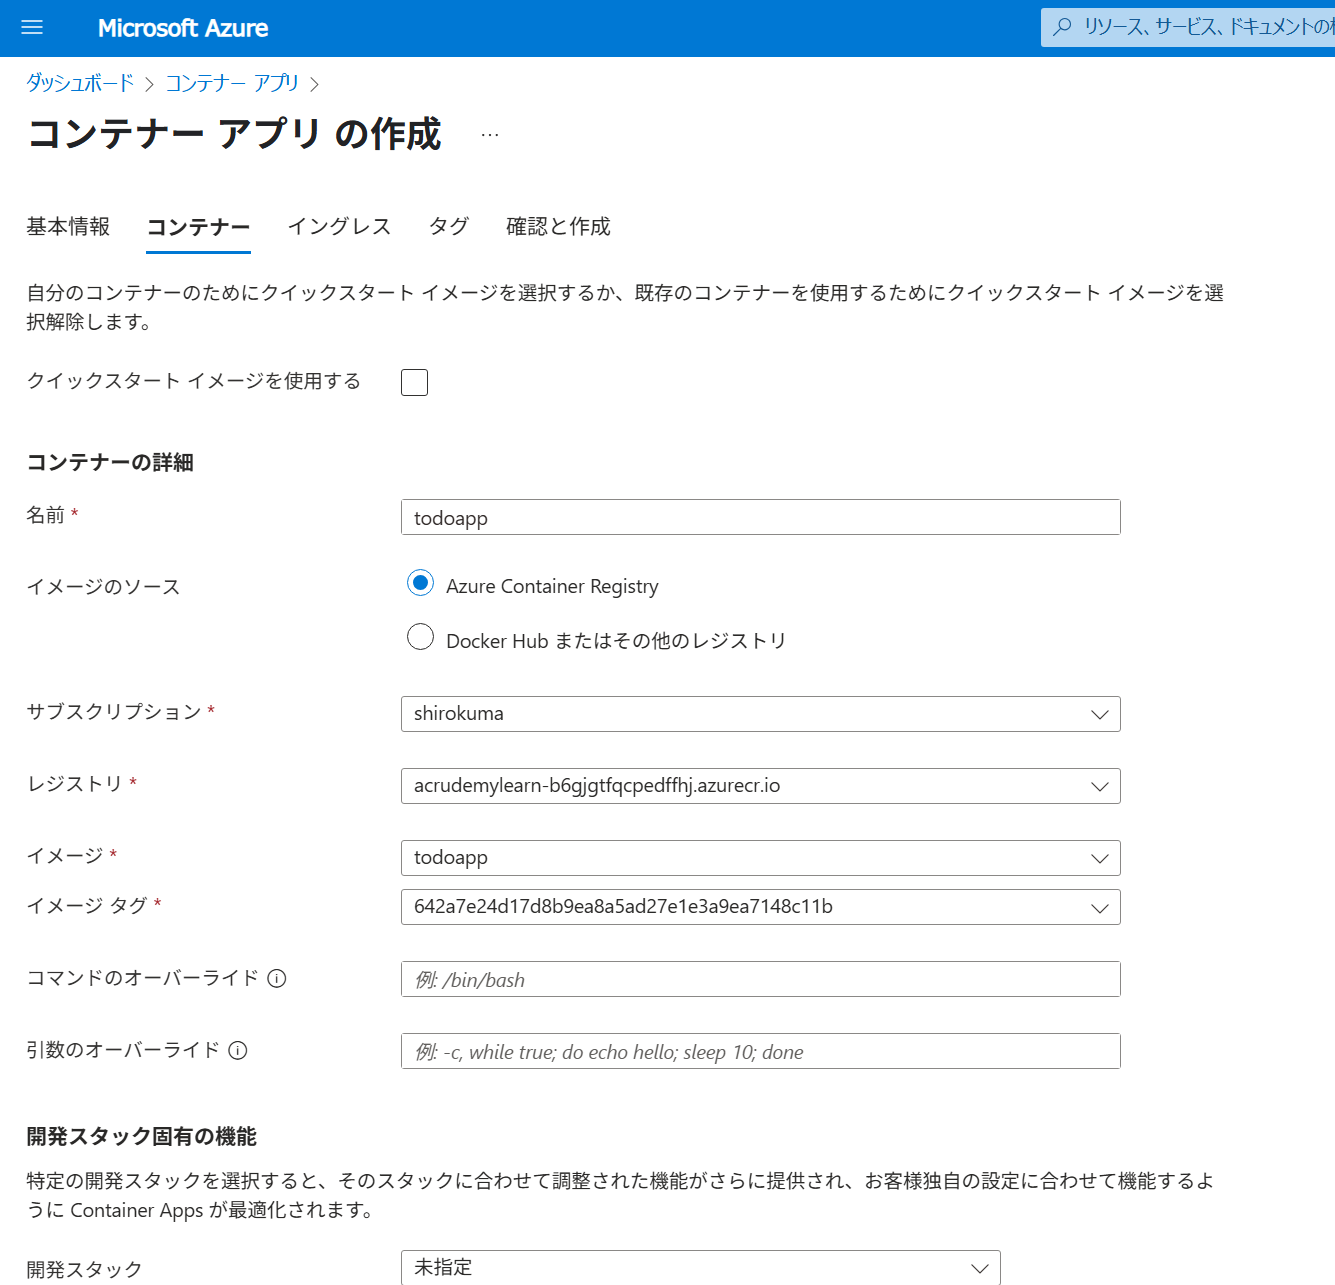 Microsoft Azure
リソース、サービス、ドキュメントの
ダッシュボード > コンテナー アプリ >
コンテナー アプリ の作成 …
基本情報 コンテナー イングレス タグ 確認と作成
自分のコンテナーのためにクイックスタート イメージを選択するか、既存のコンテナーを使用するためにクイックスタート イメージを選
択解除します。
クイックスタート イメージを使用する
コンテナーの詳細
名前 * todoapp
イメージのソース Azure Container Registry
Docker Hub またはその他のレジストリ
サブスクリプション * shirokuma
レジストリ * acrudemylearn-b6gjgtfqcpedffhj.azurecr.io
イメージ * todoapp
イメージ タグ * 642a7e24d17d8b9ea8a5ad27e1e3a9ea7148c11b
コマンドのオーバーライド 例: /bin/bash
引数のオーバーライド 例: -c, while true; do echo hello; sleep 10; done
開発スタック固有の機能
特定の開発スタックを選択すると、そのスタックに合わせて調整された機能がさらに提供され、お客様独自の設定に合わせて機能するよ
うに Container Apps が最適化されます。
開発スタック 未指定